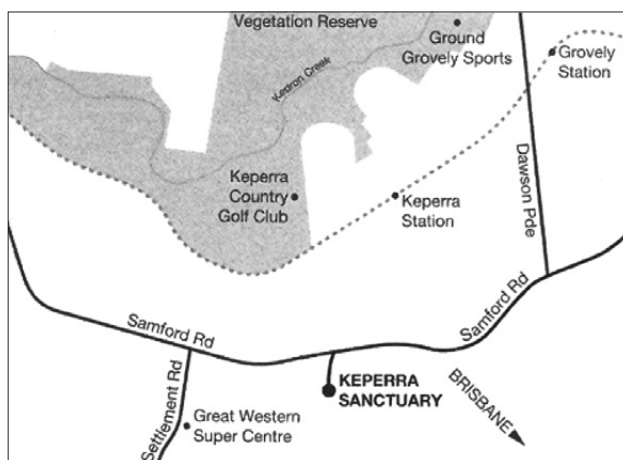 Vegetation Reserve
Ground
Grovely Sports
Grovely
Station
Kedron Creek
Keperra
Country
Golf Club
Keperra
Station
Dawson Pde
Samford Rd
Samford Rd
Settlement Rd
KEPERRA
SANCTUARY
BRISBANE
Great Western
Super Centre